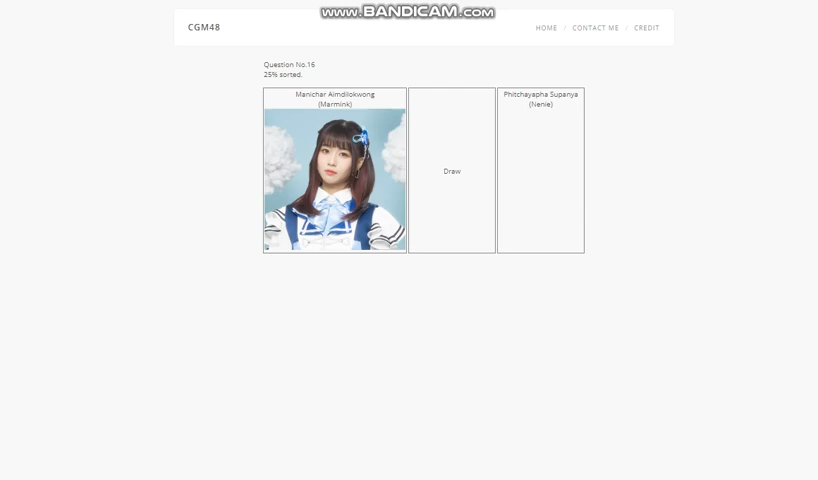 www.BANDICAM.com
CGM48
HOME / CONTACT ME / CREDIT
Question No.16
25% sorted.
Manichar Aimdilokwong
(Marmink)
Draw
Phitchayapha Supanya
(Nenie)